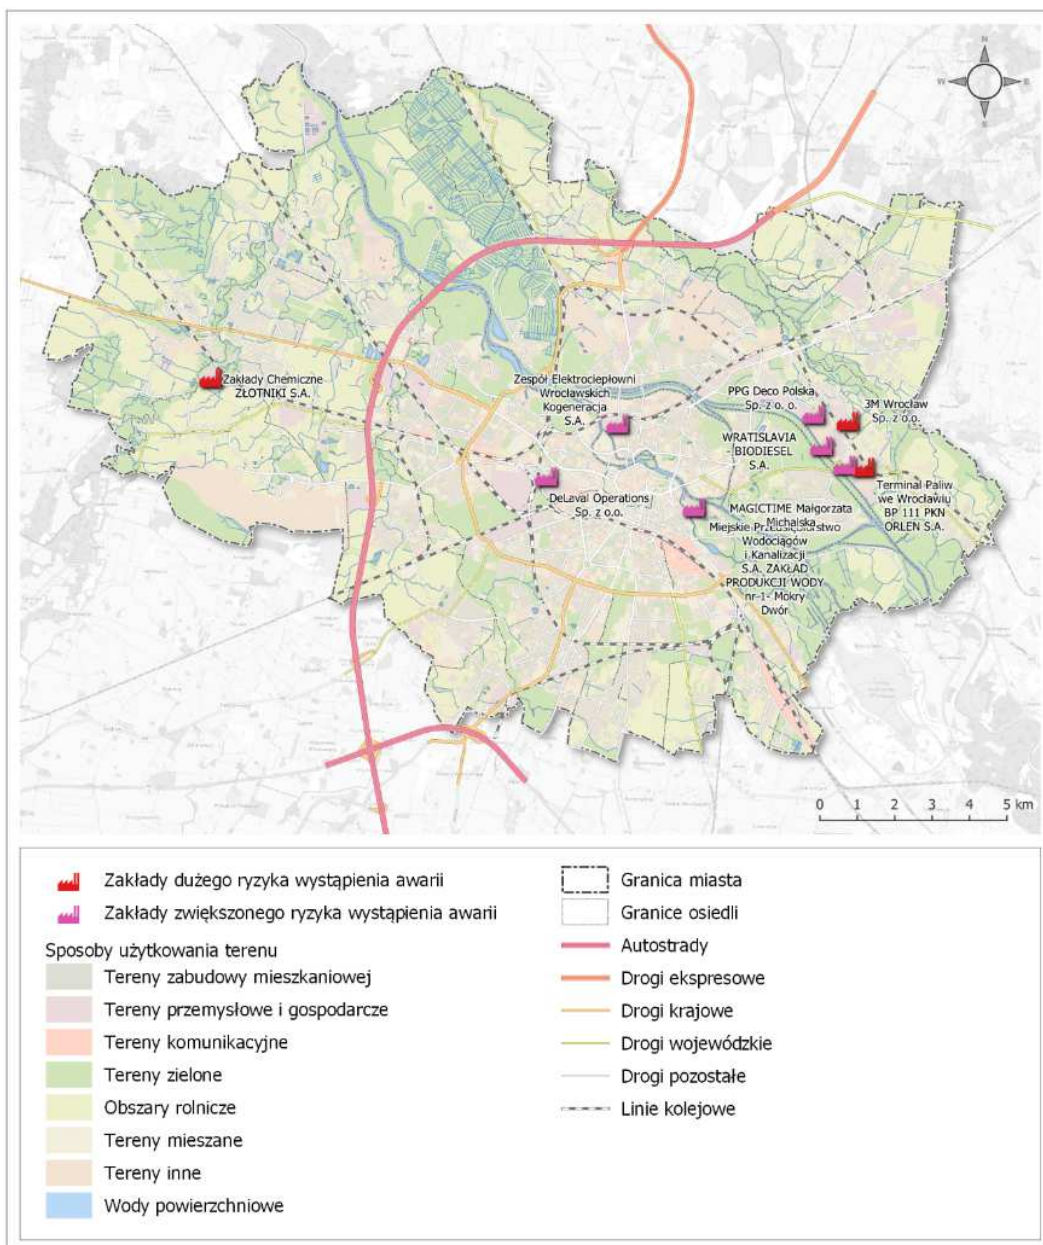 N
W
E
S
Zakłady Chemiczne
ZŁOTNIKI S.A.
Zespół Elektrociepłowni
Wrocławskich
Kogeneracja
S.A.
PPG Deco Polska
Sp. z o. o.
3M Wrocław
Sp. z o.o.
WRATISLAVIA
- BIODIESEL
S.A.
DeLaval Operations
Sp. z o.o.
Terminal Paliw
we Wrocławiu
BP 111 PKN
ORLEN S.A.
MAGICTIME Małgorzata
Michalska
Miejskie Przedsiębiorstwo
Wodociągów
i Kanalizacji
S.A. ZAKŁAD
PRODUKCJI WODY
nr 1- Mokry
Dwór
0 1 2 3 4 5 km
Zakłady dużego ryzyka wystąpienia awarii
Zakłady zwiększonego ryzyka wystąpienia awarii
Sposoby użytkowania terenu
Tereny zabudowy mieszkaniowej
Tereny przemysłowe i gospodarcze
Tereny komunikacyjne
Tereny zielone
Obszary rolnicze
Tereny mieszane
Tereny inne
Wody powierzchniowe
Granica miasta
Granice osiedli
Autostrady
Drogi ekspresowe
Drogi krajowe
Drogi wojewódzkie
Drogi pozostałe
Linie kolejowe